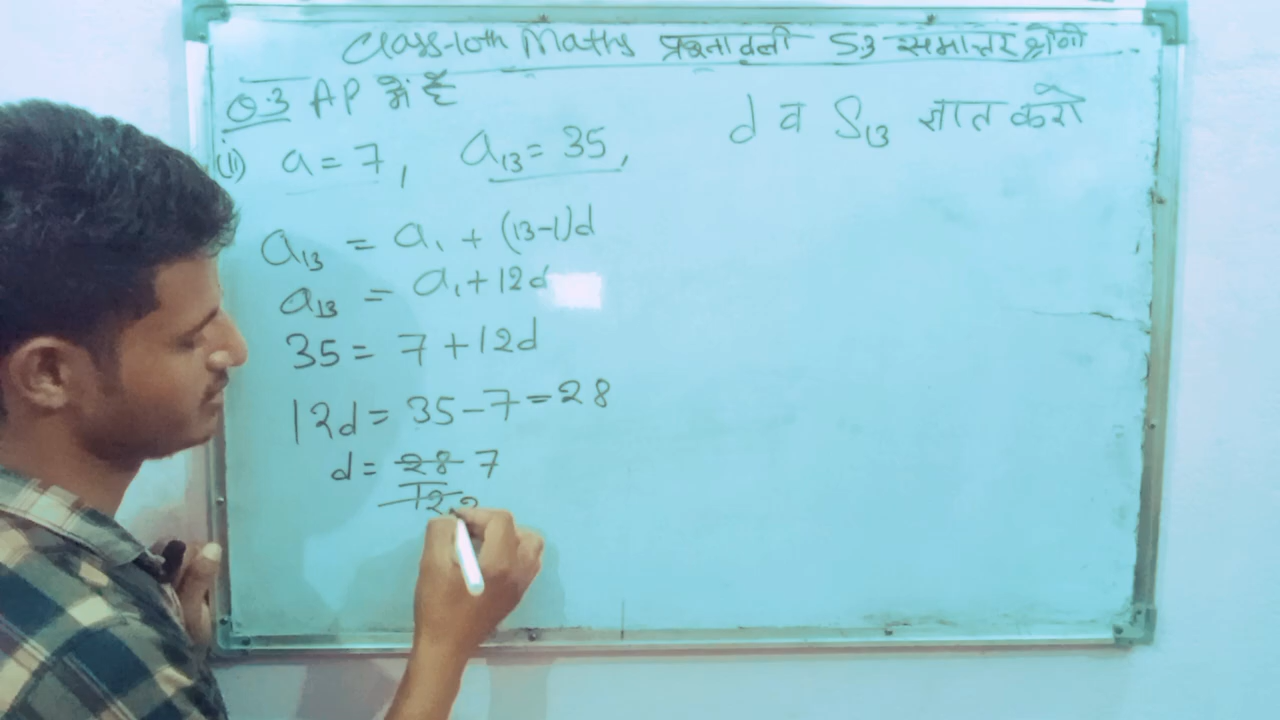 Class-10th Maths प्रश्नावली 5.3 समान्तर श्रेणी
Q.3 AP में है
(ii) a = 7, a₁₃ = 35, d व S₁₃ ज्ञात करो
a₁₃ = a₁ + (13-1)d
a₁₃ = a₁ + 12d
35 = 7 + 12d
12d = 35 - 7 = 28
d = 28 7
12 3